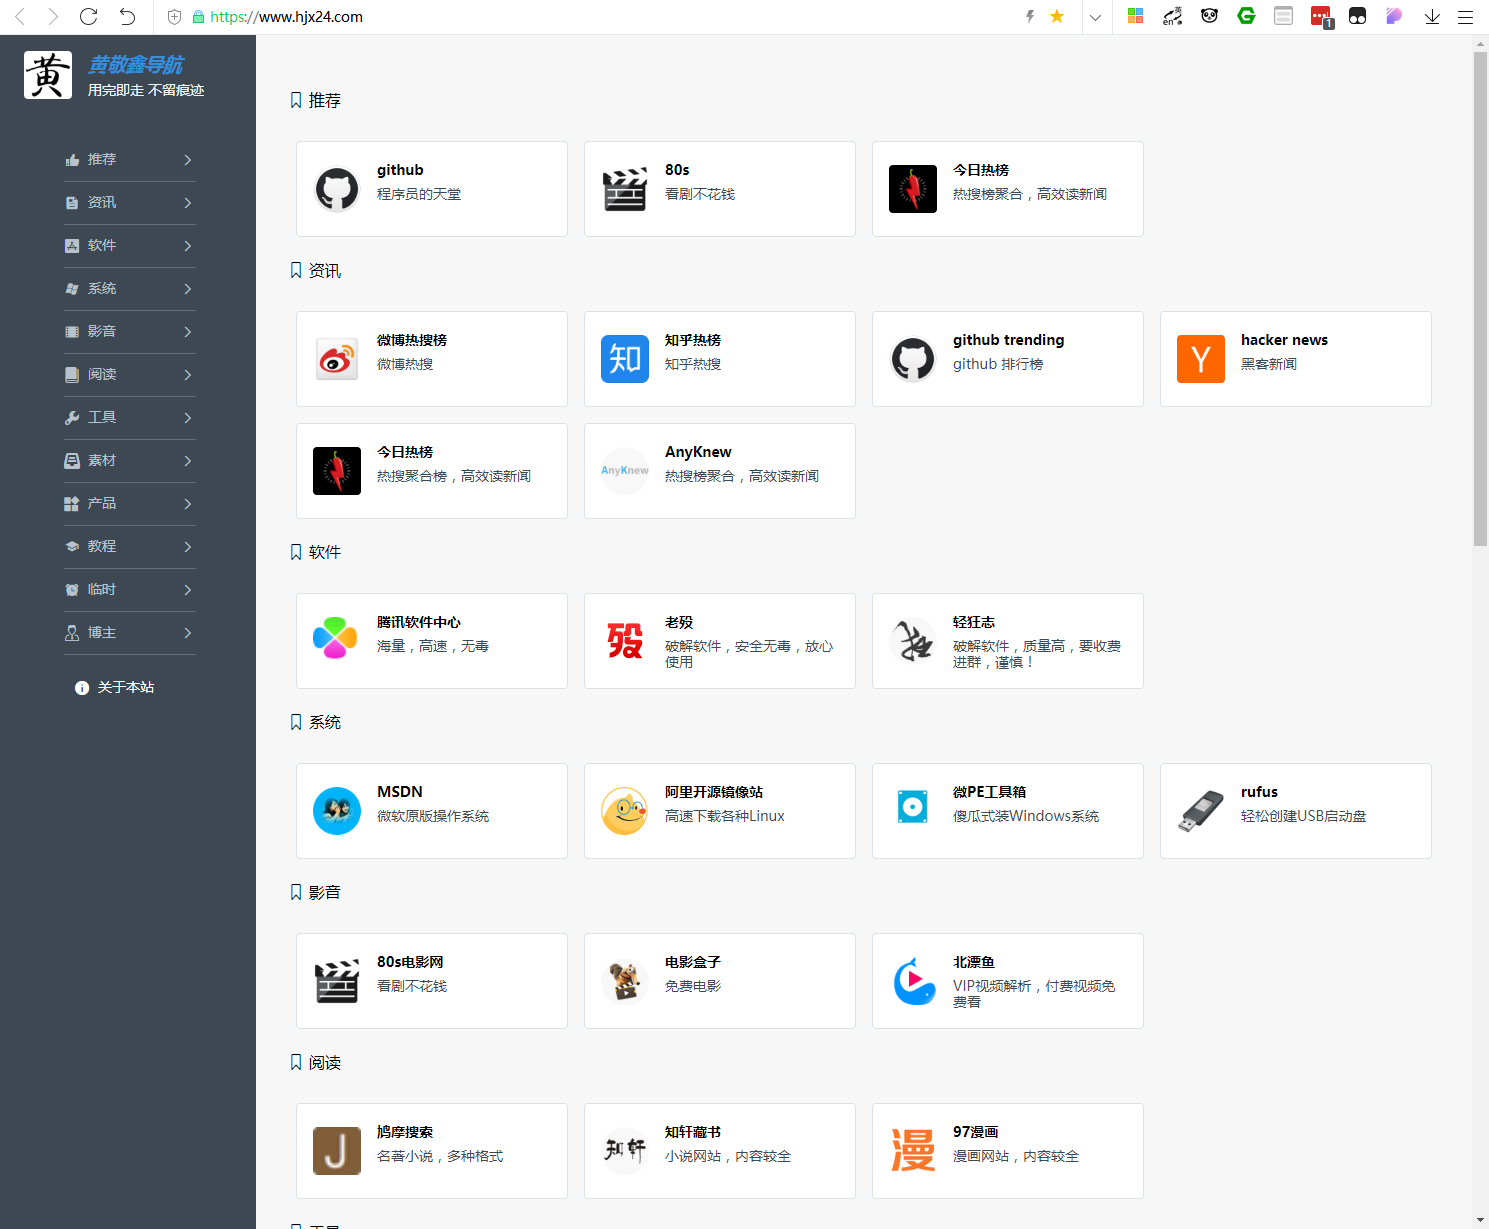 https://www.hjx24.com
en
英
1
黄
黄敬鑫导航
用完即走 不留痕迹
推荐
资讯
软件
系统
影音
阅读
工具
素材
产品
教程
临时
博主
关于本站
推荐
github
程序员的天堂
80s
看剧不花钱
今日热榜
热搜榜聚合，高效读新闻
资讯
微博热搜榜
微博热搜
知
知乎热榜
知乎热搜
github trending
github 排行榜
Y
hacker news
黑客新闻
今日热榜
热搜聚合榜，高效读新闻
AnyKnew
AnyKnew
热搜榜聚合，高效读新闻
软件
腾讯软件中心
海量，高速，无毒
殁
老殁
破解软件，安全无毒，放心
使用
轻狂志
破解软件，质量高，要收费
进群，谨慎！
系统
MSDN
微软原版操作系统
阿里开源镜像站
高速下载各种Linux
微PE工具箱
傻瓜式装Windows系统
rufus
轻松创建USB启动盘
影音
80s电影网
看剧不花钱
电影盒子
免费电影
北漂鱼
VIP视频解析，付费视频免
费看
阅读
J
鸠摩搜索
名著小说，多种格式
知轩
知轩藏书
小说网站，内容较全
漫
97漫画
漫画网站，内容较全